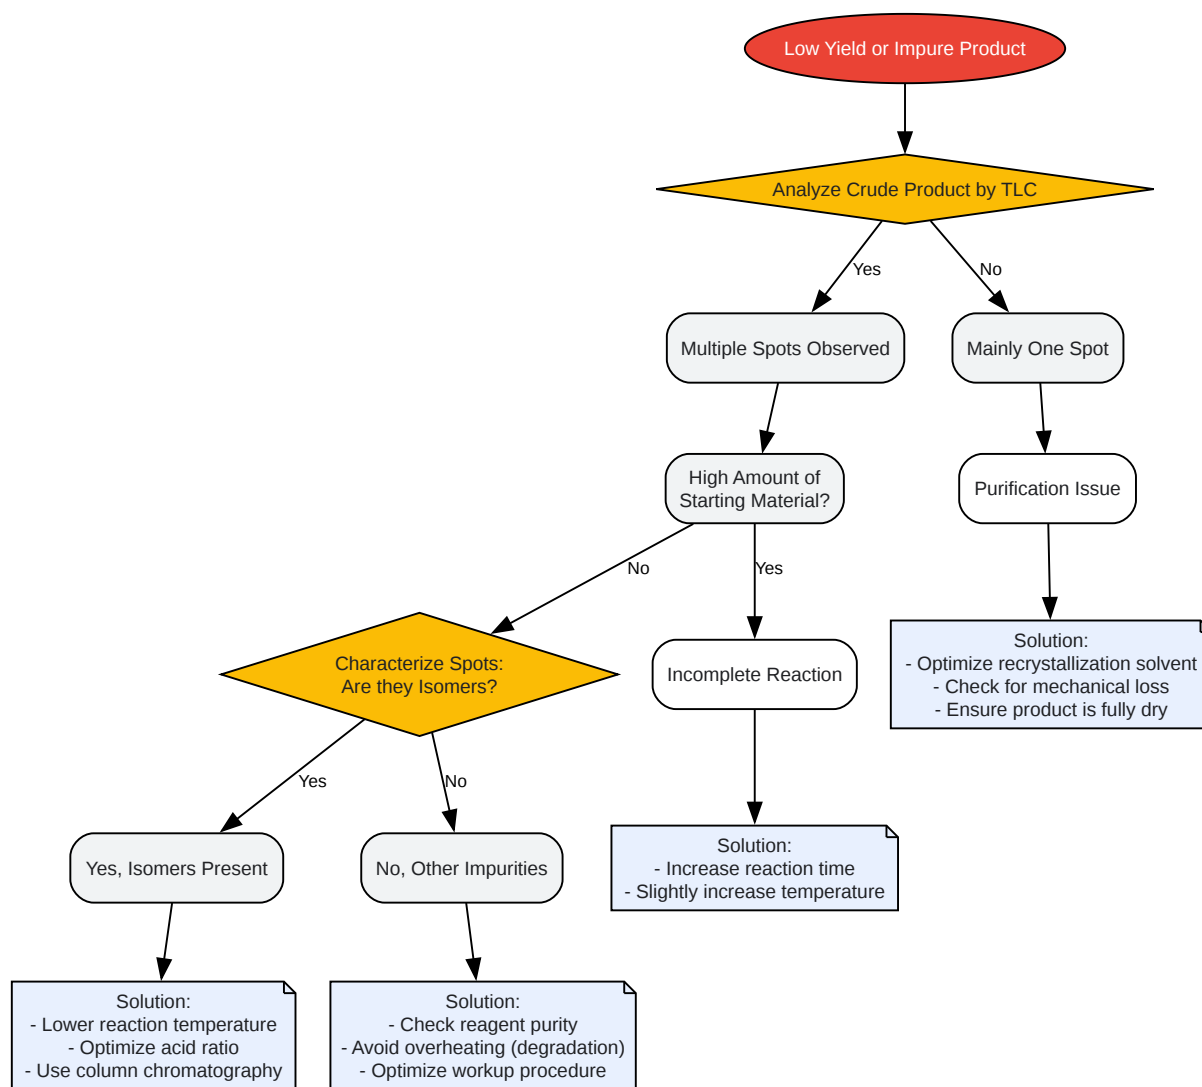 Low Yield or Impure Product
Analyze Crude Product by TLC
Yes
No
Multiple Spots Observed
Mainly One Spot
High Amount of
Starting Material?
Purification Issue
No
Yes
Characterize Spots:
Are they Isomers?
Incomplete Reaction
Solution:
- Optimize recrystallization solvent
- Check for mechanical loss
- Ensure product is fully dry
Yes
No
Yes, Isomers Present
No, Other Impurities
Solution:
- Increase reaction time
- Slightly increase temperature
Solution:
- Lower reaction temperature
- Optimize acid ratio
- Use column chromatography
Solution:
- Check reagent purity
- Avoid overheating (degradation)
- Optimize workup procedure